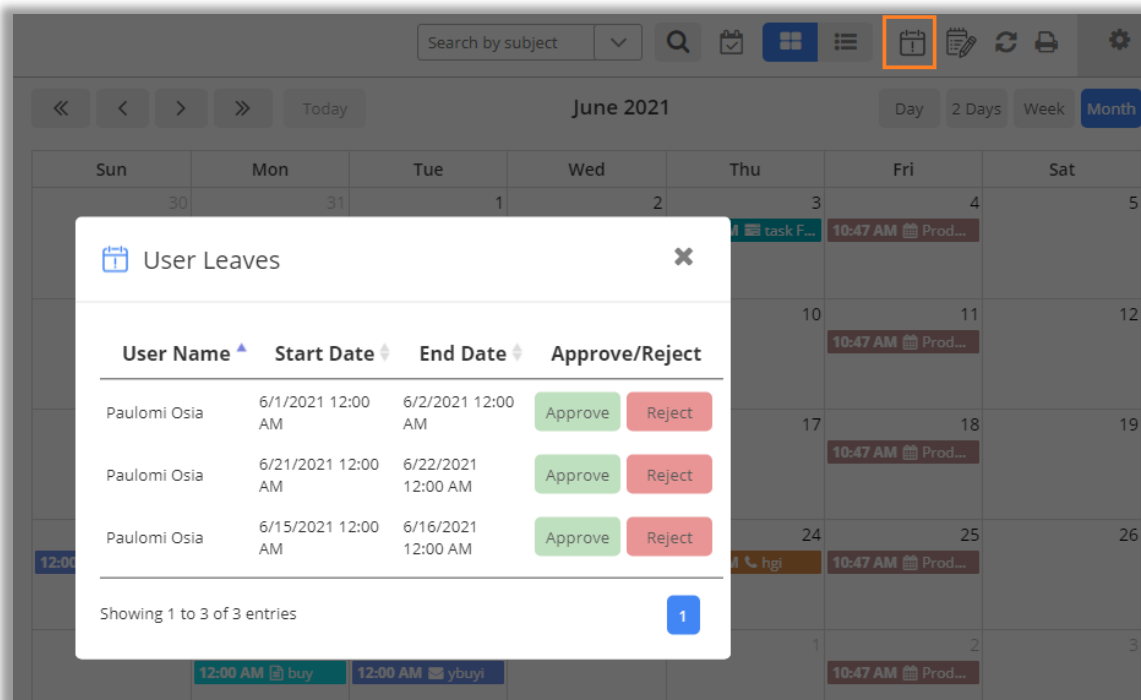 Search by subject
Today
June 2021
Day 2 Days Week Month
Sun Mon Tue Wed Thu Fri Sat
30 31 1 2 3 4 5
task F... 10:47 AM Prod...
User Leaves
10 11 12
10:47 AM Prod...
User Name Start Date End Date Approve/Reject
Paulomi Osia 6/1/2021 12:00 AM 6/2/2021 12:00 AM Approve Reject
17 18 19
10:47 AM Prod...
Paulomi Osia 6/21/2021 12:00 AM 6/22/2021 12:00 AM Approve Reject
Paulomi Osia 6/15/2021 12:00 AM 6/16/2021 12:00 AM Approve Reject
24 25 26
12:00 M hgi 10:47 AM Prod...
Showing 1 to 3 of 3 entries 1
1 2 3
12:00 AM buy 12:00 AM ybuyi 10:47 AM Prod...